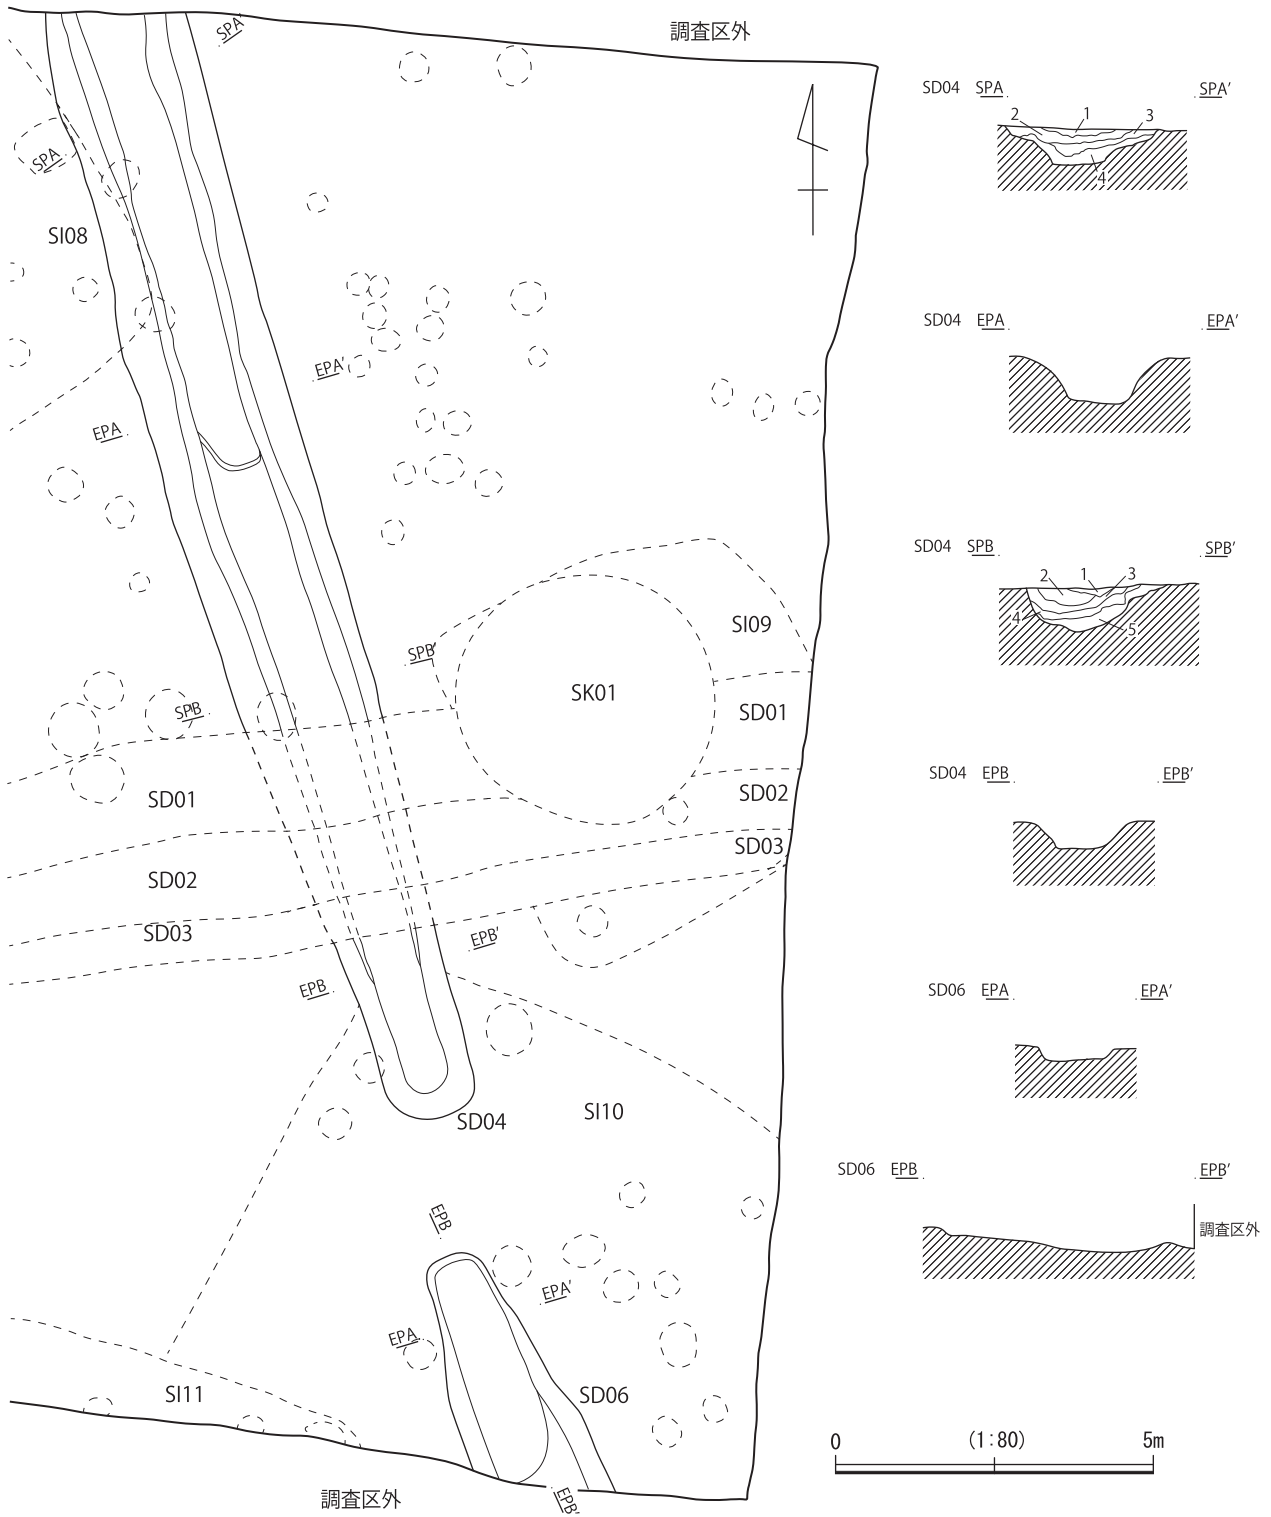 SPA'
調査区外
SPA
SI08
EPA'
EPA
SPB'
SI09
SK01
SPB
SD01
SD01
SD02
SD02
SD03
SD03
EPB'
EPB
SI10
SD04
EPB
EPA'
EPA
SI11
SD06
EPB'
調査区外
SD04 SPA SPA'
2 1 3
4
SD04 EPA EPA'
SD04 SPB SPB'
2 1 3
4 5
SD04 EPB EPB'
SD06 EPA EPA'
SD06 EPB EPB'
調査区外
0 (1:80) 5m